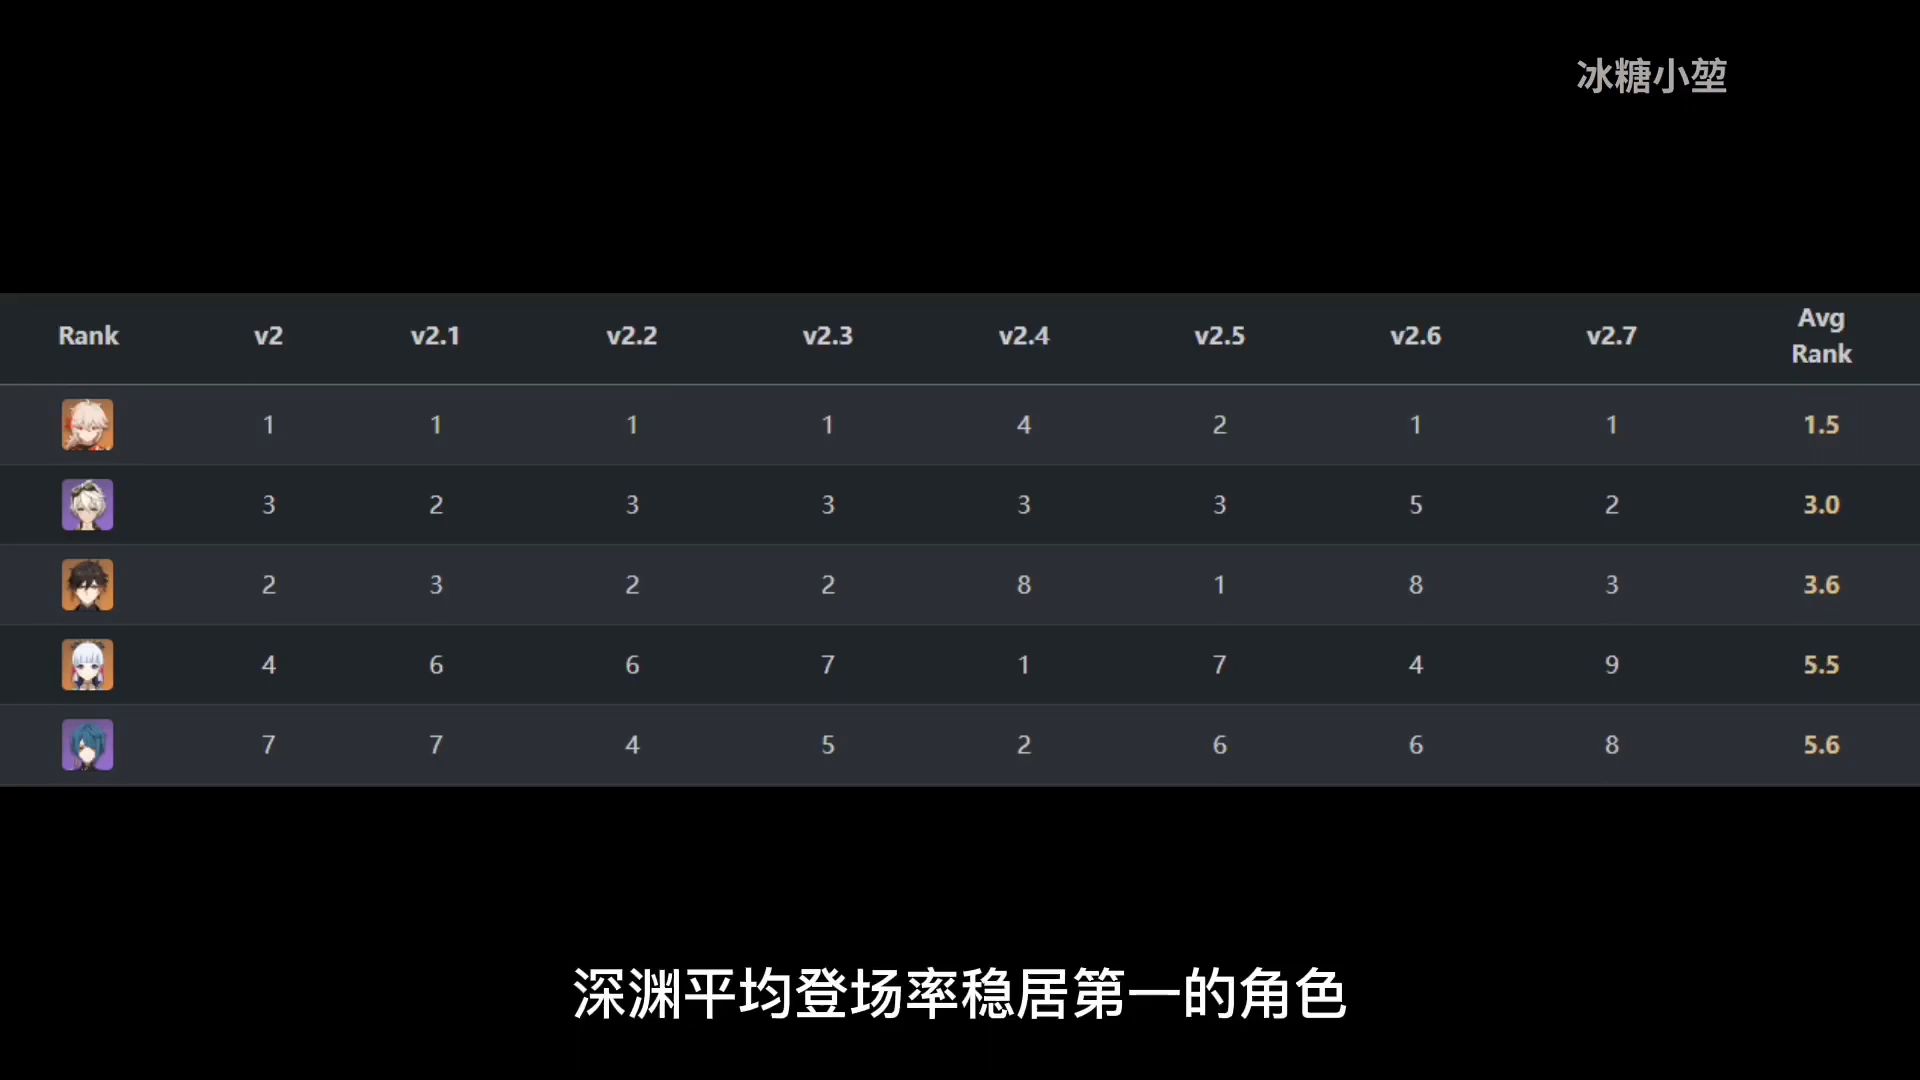 冰糖小堃
Rank v2 v2.1 v2.2 v2.3 v2.4 v2.5 v2.6 v2.7 Avg Rank
1 1 1 1 4 2 1 1 1.5
3 2 3 3 3 3 5 2 3.0
2 3 2 2 8 1 8 3 3.6
4 6 6 7 1 7 4 9 5.5
7 7 4 5 2 6 6 8 5.6
深渊平均登场率稳居第一的角色